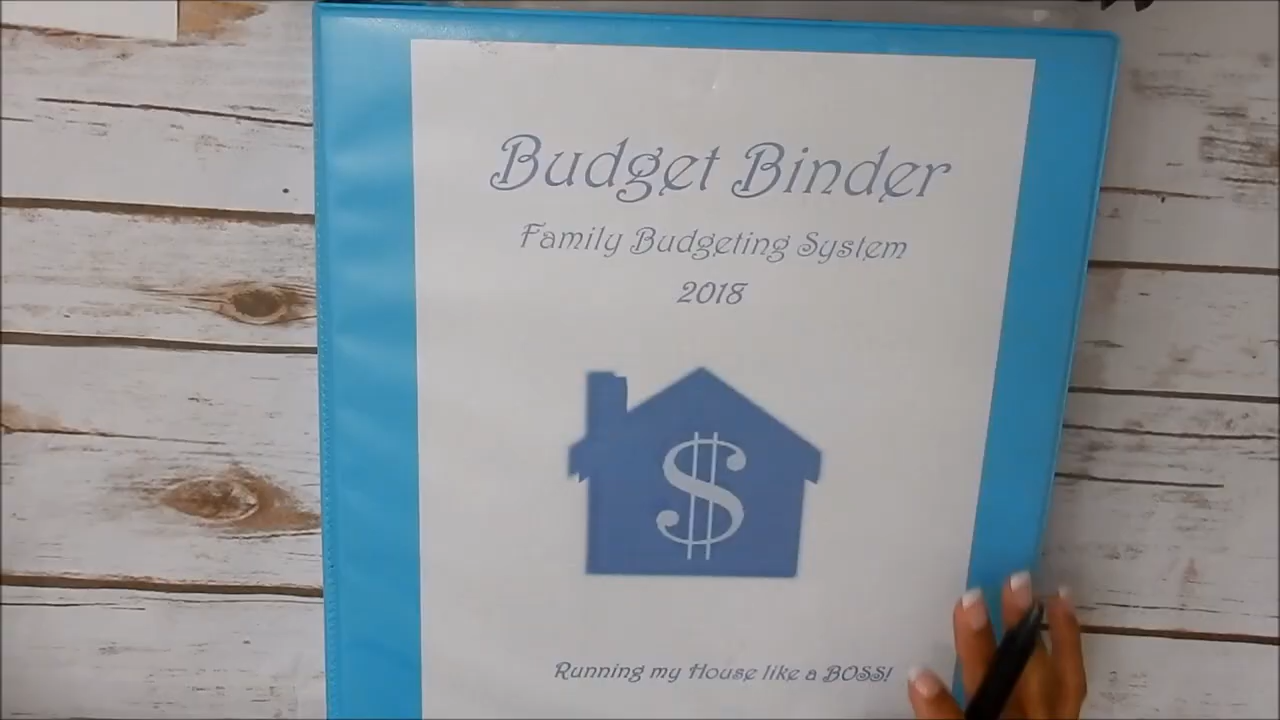 Budget Binder
Family Budgeting System
2018
$
Running my House like a BOSS!